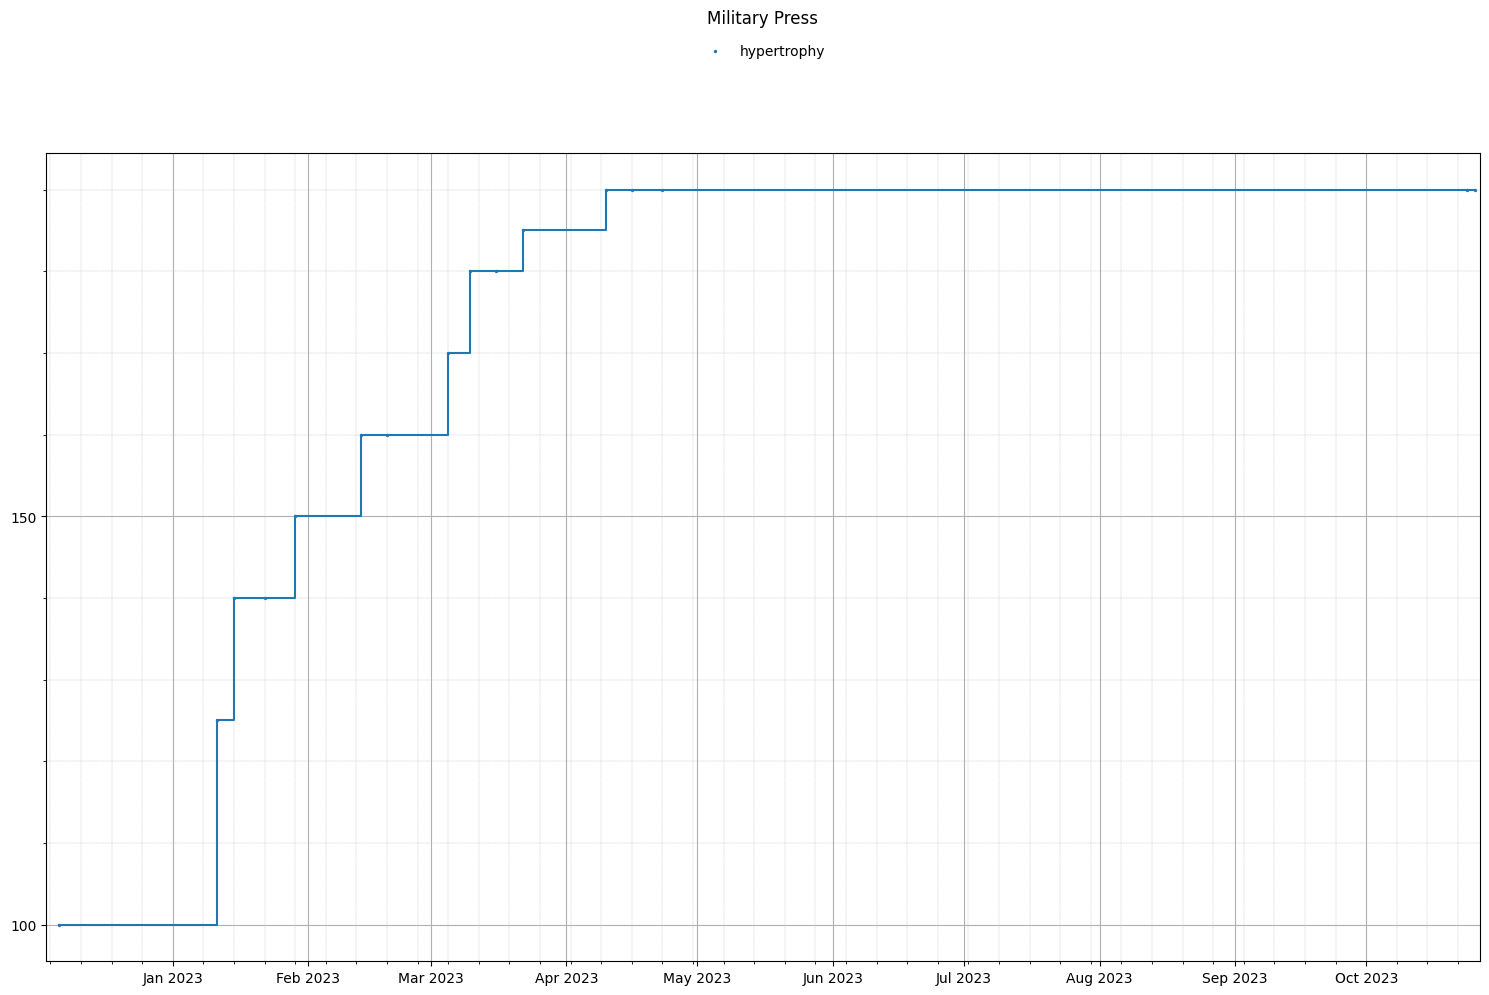 Military Press
hypertrophy
150
100
Jan 2023
Feb 2023
Mar 2023
Apr 2023
May 2023
Jun 2023
Jul 2023
Aug 2023
Sep 2023
Oct 2023